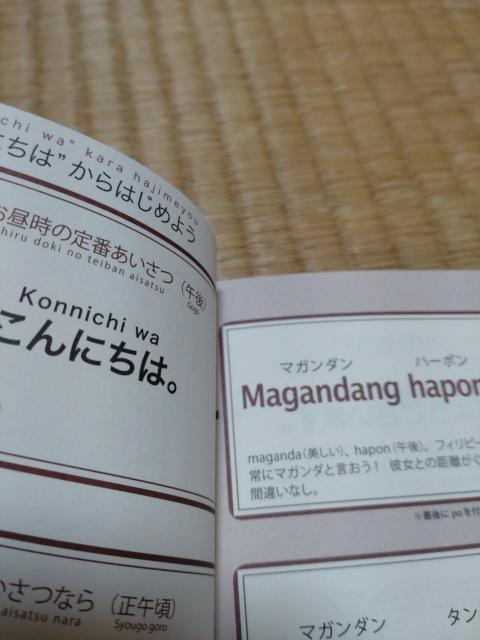 chi wa" kara hajimeyou
ちは”からはじめよう
お昼時の定番あいさつ（午後）
hiru doki no teiban aisatsu Gogo
Konnichi wa
こんにちは。
いさつなら（正午頃）
aisatsu nara Syougo goro
マガンダン ハーポン
Magandang hapon
maganda（美しい）、hapon（午後）。フィリピー
常にマガンダと言おう！ 彼女との距離がぐ
間違いなし。
※最後に poを付
マガンダン タン